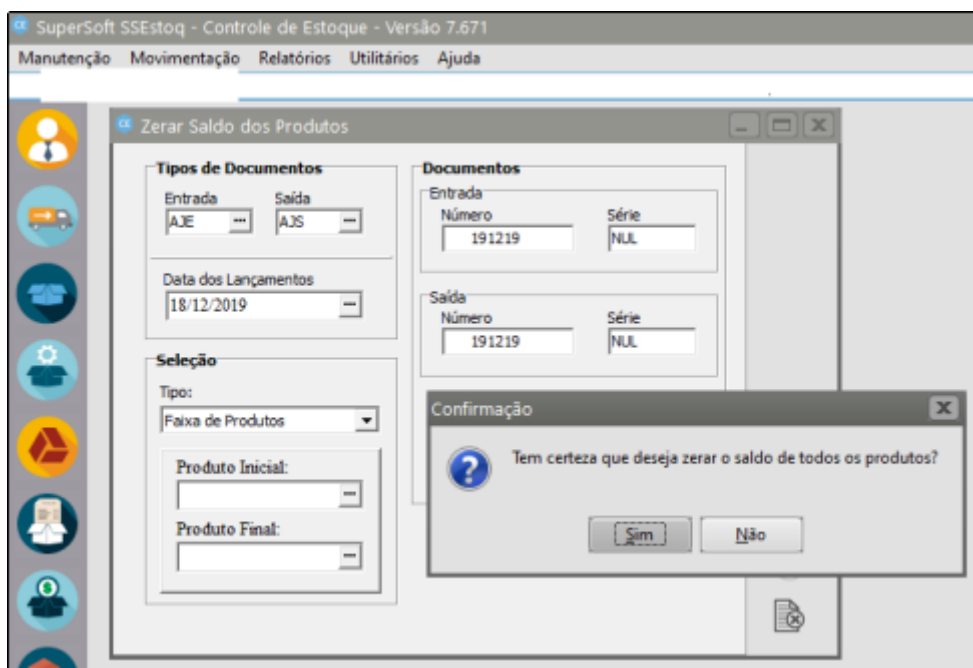 SuperSoft SSEstoq - Controle de Estoque - Versão 7.671
Manutenção Movimentação Relatórios Utilitários Ajuda
Zerar Saldo dos Produtos
Tipos de Documentos
Entrada Saída
AJE AJS
Data dos Lançamentos
18/12/2019
Seleção
Tipo:
Faixa de Produtos
Produto Inicial:
Produto Final:
Documentos
Entrada
Número Série
191219 NUL
Saída
Número Série
191219 NUL
Confirmação
Tem certeza que deseja zerar o saldo de todos os produtos?
Sim Não